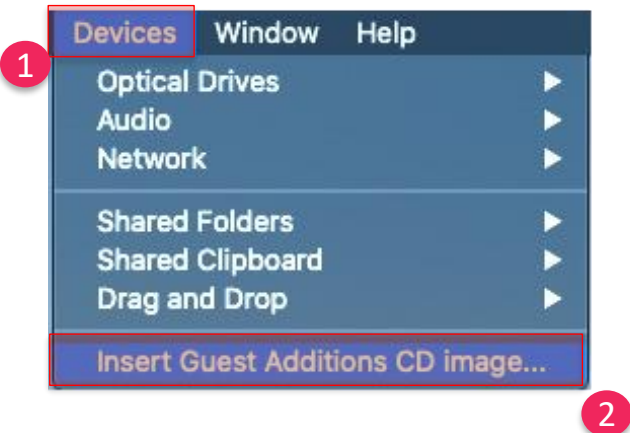 Devices Window Help
1
Optical Drives
Audio
Network
Shared Folders
Shared Clipboard
Drag and Drop
Insert Guest Additions CD image...
2